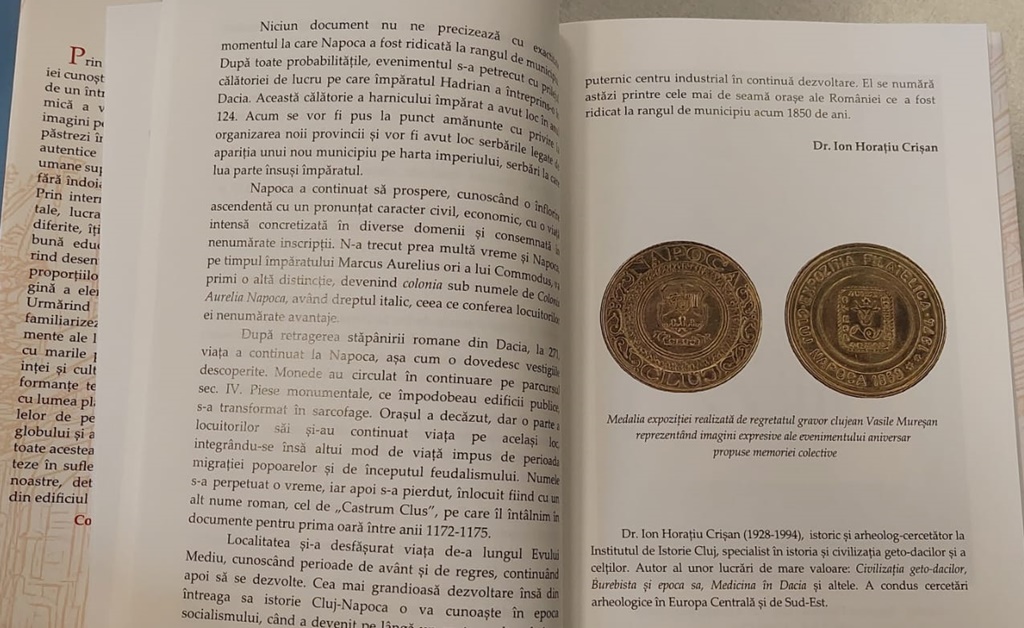 Prin
iei cunoșt
de un într
mică a v
imagini pe
păstrezi în
autentice
umane sup
fără îndoia
Prin intern
tale, lucra
diferite, îți
bună educ
rind desen
proporțiilo
gină a ele
Urmărind
familiarizez
mente ale l
cu marile p
inței și cult
formanțe te
cu lumea pl
lelor de pe
globului și a
toate acestea
teze în sufle
noastre, det
din edificiul
Co
Niciun document nu ne precizează cu
momentul la care Napoca a fost ridicată la rangul de
După toate probabilitățile, evenimentul s-a petrecut cu
călătoriei de lucru pe care împăratul Hadrian a
Dacia. Această călătorie a harnicului împărat a avut loc în
124. Acum se vor fi pus la punct amănunte cu privire
organizarea noii provincii și vor fi avut loc serbările legate de
apariția unui nou municipiu pe harta imperiului, serbări la care
lua parte însuși împăratul.
Napoca a continuat să prospere, cunoscând o
ascendentă cu un pronunțat caracter civil, economic, cu o
intensă concretizată în diverse domenii și consemnată în
nenumărate inscripții. N-a trecut prea multă vreme și Napoca,
pe timpul împăratului Marcus Aurelius ori a lui Commodus,
primi o altă distincție, devenind colonia sub numele de Colonia
Aurelia Napoca, având dreptul italic, ceea ce conferea locuitorilor
ei nenumărate avantaje.
După retragerea stăpânirii romane din Dacia, la 271,
viața a continuat la Napoca, așa cum o dovedesc vestigiile
descoperite. Monede au circulat în continuare pe parcursul
sec. IV. Piese monumentale, ce împodobeau edificii publice,
s-a transformat în sarcofage. Orașul a decăzut, dar o parte a
locuitorilor săi și-au continuat viața pe același loc,
integrându-se însă altui mod de viață impus de perioada
migrației popoarelor și de începutul feudalismului. Numele
s-a perpetuat o vreme, iar apoi s-a pierdut, înlocuit fiind cu un
alt nume roman, cel de „Castrum Clus”, pe care îl întâlnim în
documente pentru prima oară între anii 1172-1175.
Localitatea și-a desfășurat viața de-a lungul Evului
Mediu, cunoscând perioade de avânt și de regres, continuând
apoi să se dezvolte. Cea mai grandioasă dezvoltare însă din
întreaga sa istorie Cluj-Napoca o va cunoaște în epoca
socialismului, când a devenit pe lângă
puternic centru industrial în continuă dezvoltare. El se numără
astăzi printre cele mai de seamă orașe ale României ce a fost
ridicat la rangul de municipiu acum 1850 de ani.
Dr. Ion Horațiu Crișan
NAPOCA
CLUJ
EXPOZIȚIA FILATELICĂ
NAPOCA 1850
Medalia expoziției realizată de regretatul gravor clujean Vasile Mureșan
reprezentând imagini expresive ale evenimentului aniversar
propuse memoriei colective
Dr. Ion Horațiu Crișan (1928-1994), istoric și arheolog-cercetător la
Institutul de Istorie Cluj, specialist în istoria și civilizația geto-dacilor și a
celților. Autor al unor lucrări de mare valoare: Civilizația geto-dacilor,
Burebista și epoca sa, Medicina în Dacia și altele. A condus cercetări
arheologice în Europa Centrală și de Sud-Est.